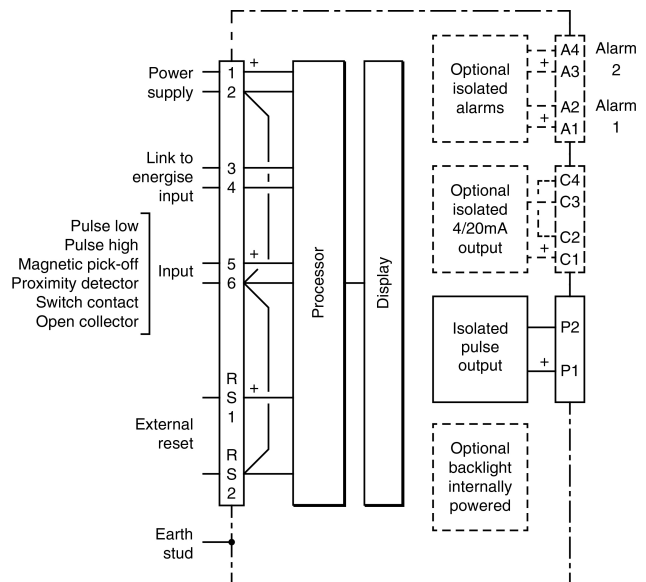 Power
supply
Link to
energise
input
Pulse low
Pulse high
Magnetic pick-off
Proximity detector
Switch contact
Open collector
Input
External
reset
Earth
stud
+
1
2
3
4
+
5
6
R
S
1
+
R
S
2
Processor
Display
Optional
isolated
alarms
+
+
A4
A3
A2
A1
Alarm
2
Alarm
1
Optional
isolated
4/20mA
output
+
C4
C3
C2
C1
Isolated
pulse
output
+
P2
P1
Optional
backlight
internally
powered